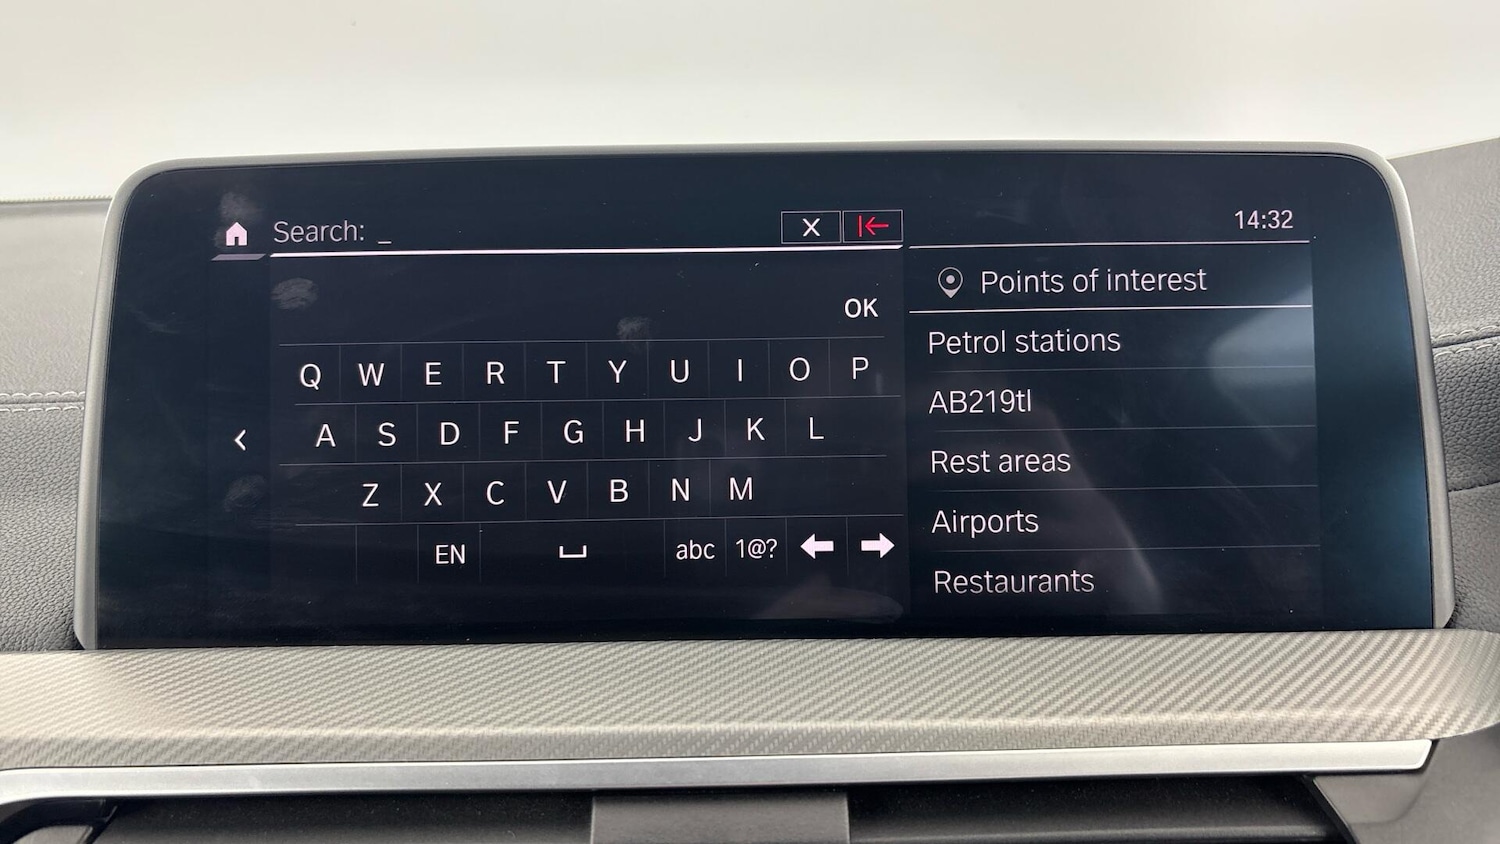 Search: _
X
14:32
Points of interest
OK
Petrol stations
Q W E R T Y U I O P
AB219tl
A S D F G H J K L
Rest areas
Z X C V B N M
Airports
EN abc 1@?
Restaurants